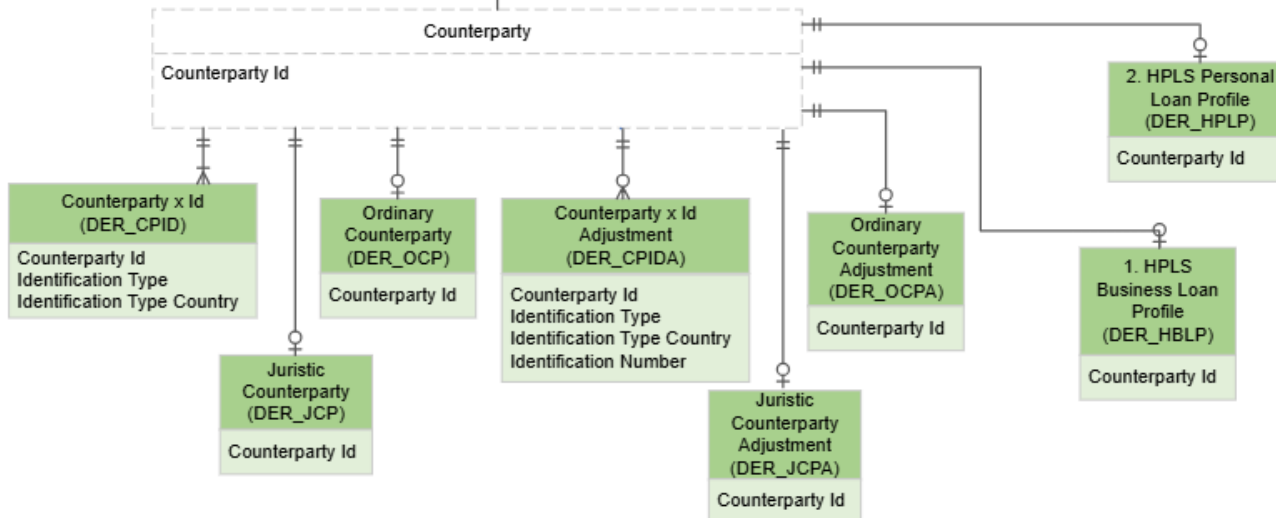 Counterparty
Counterparty Id
2. HPLS Personal
Loan Profile
(DER_HPLP)
Counterparty Id
Counterparty x Id
(DER_CPID)
Counterparty Id
Identification Type
Identification Type Country
Ordinary
Counterparty
(DER_OCP)
Counterparty Id
Counterparty x Id
Adjustment
(DER_CPIDA)
Counterparty Id
Identification Type
Identification Type Country
Identification Number
Ordinary
Counterparty
Adjustment
(DER_OCPA)
Counterparty Id
1. HPLS
Business Loan
Profile
(DER_HBLP)
Counterparty Id
Juristic
Counterparty
(DER_JCP)
Counterparty Id
Juristic
Counterparty
Adjustment
(DER_JCPA)
Counterparty Id